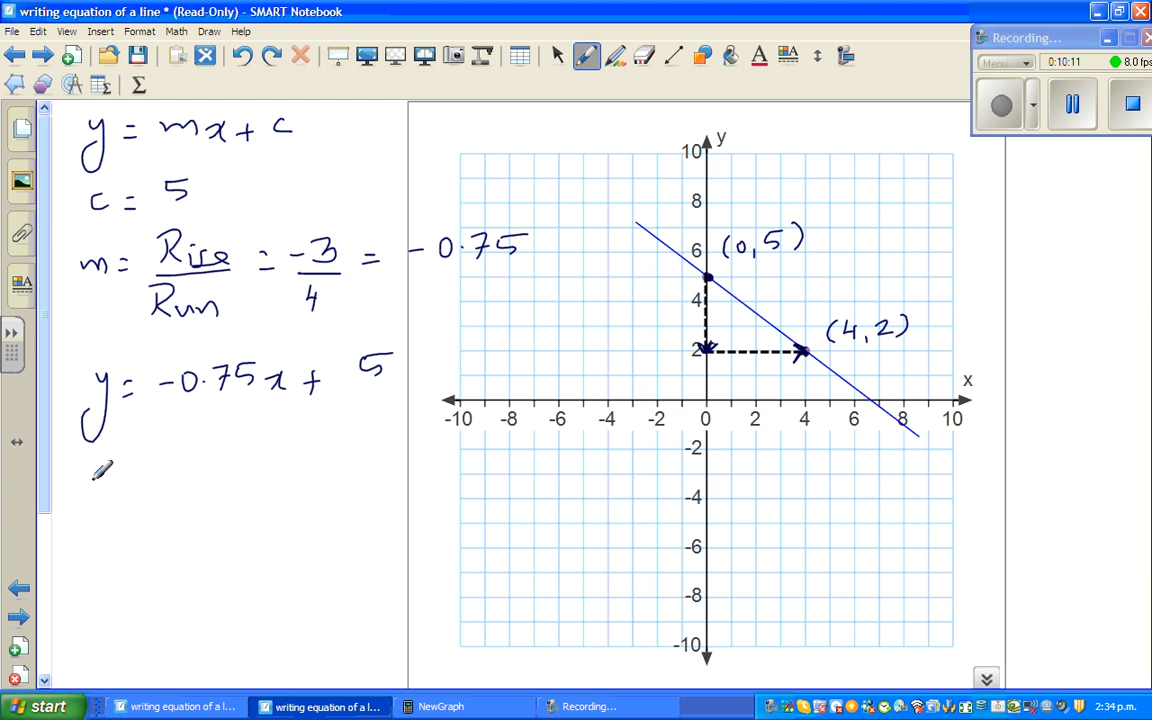 writing equation of a line * (Read-Only) - SMART Notebook
File Edit View Insert Format Math Draw Help
Recording...
Menu 0:10:11 8.0 fps
y = mx + c
c = 5
m = Rise/Run = -3/4 = -0.75
y = -0.75x + 5
y
10
8
6
4
2
(0,5)
(4,2)
x
-10 -8 -6 -4 -2 0 2 4 6 8 10
-2
-4
-6
-8
-10
start writing equation of a l... writing equation of a l... NewGraph Recording... 2:34 p.m.